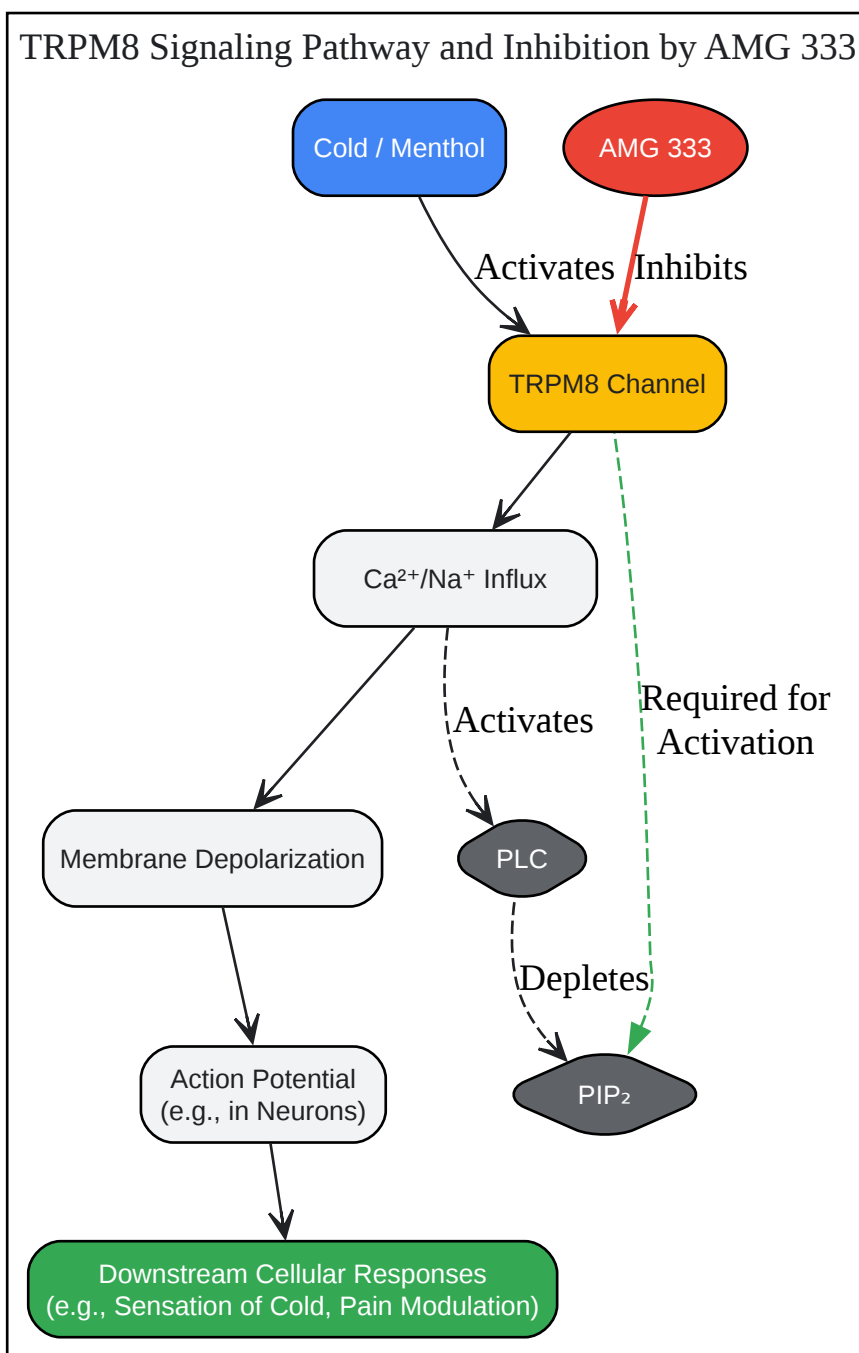 TRPM8 Signaling Pathway and Inhibition by AMG 333
Cold / Menthol
AMG 333
Activates
Inhibits
TRPM8 Channel
Ca²⁺/Na⁺ Influx
Activates
Required for
Activation
Membrane Depolarization
PLC
Depletes
Action Potential
(e.g., in Neurons)
PIP₂
Downstream Cellular Responses
(e.g., Sensation of Cold, Pain Modulation)